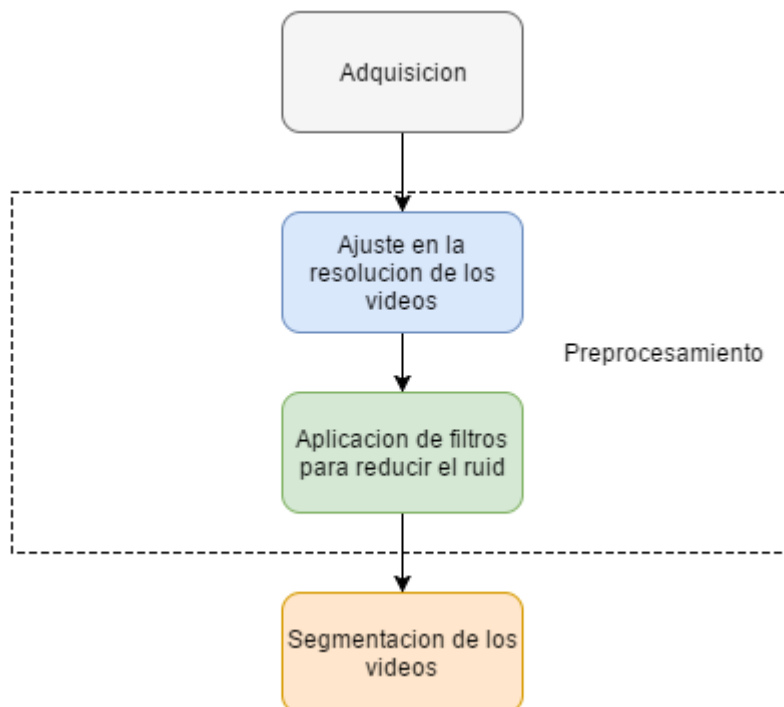 Adquisicion
Ajuste en la
resolucion de los
videos
Preprocesamiento
Aplicacion de filtros
para reducir el ruid
Segmentacion de los
videos